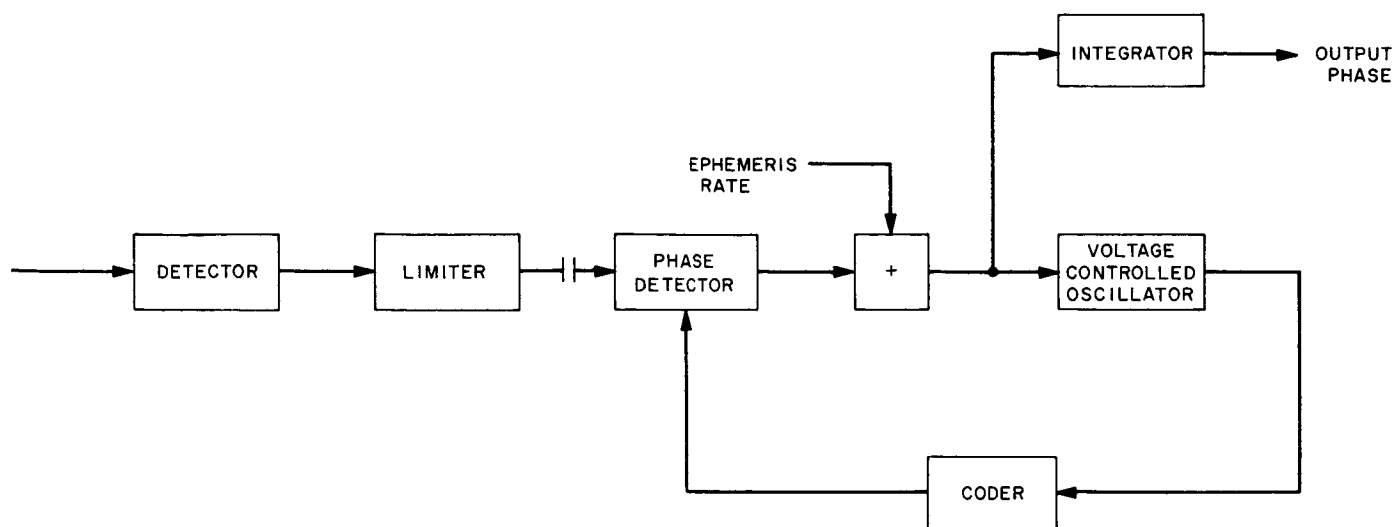 INTEGRATOR
OUTPUT
PHASE
EPHEMERIS
RATE
DETECTOR
LIMITER
PHASE
DETECTOR
+
VOLTAGE
CONTROLLED
OSCILLATOR
CODER